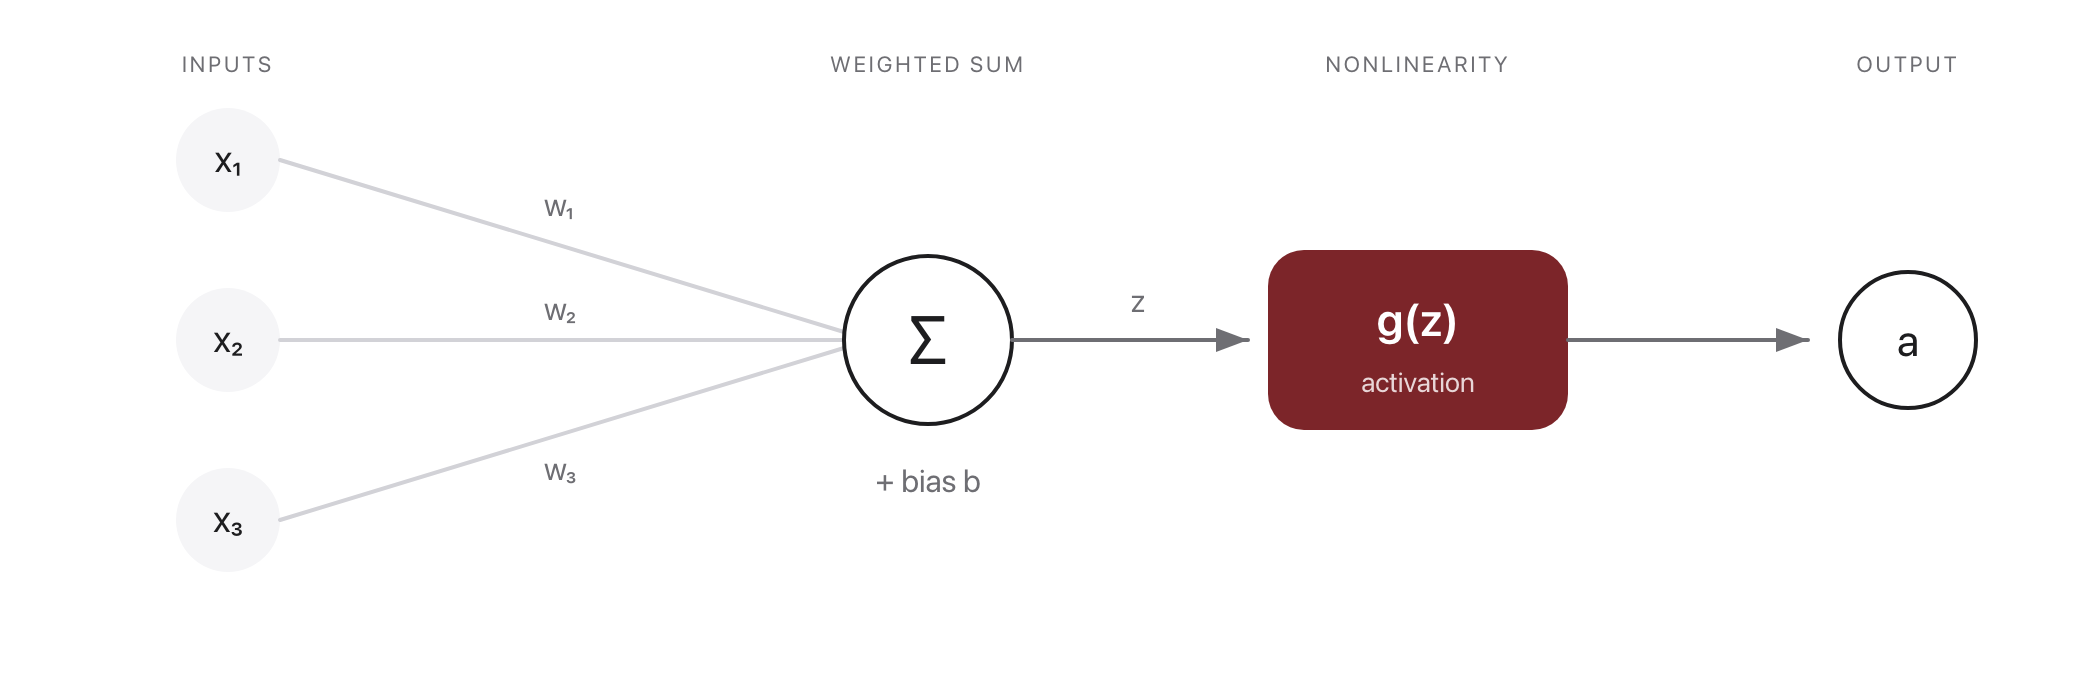 INPUTS
WEIGHTED SUM
NONLINEARITY
OUTPUT
x₁
w₁
x₂
w₂
x₃
w₃
Σ
+ bias b
z
g(z)
activation
a